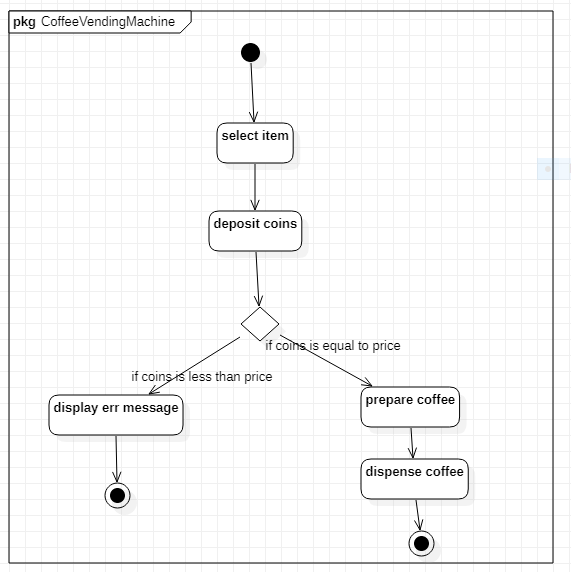 pkg CoffeeVendingMachine
select item
deposit coins
if coins is equal to price
if coins is less than price
prepare coffee
display err message
dispense coffee